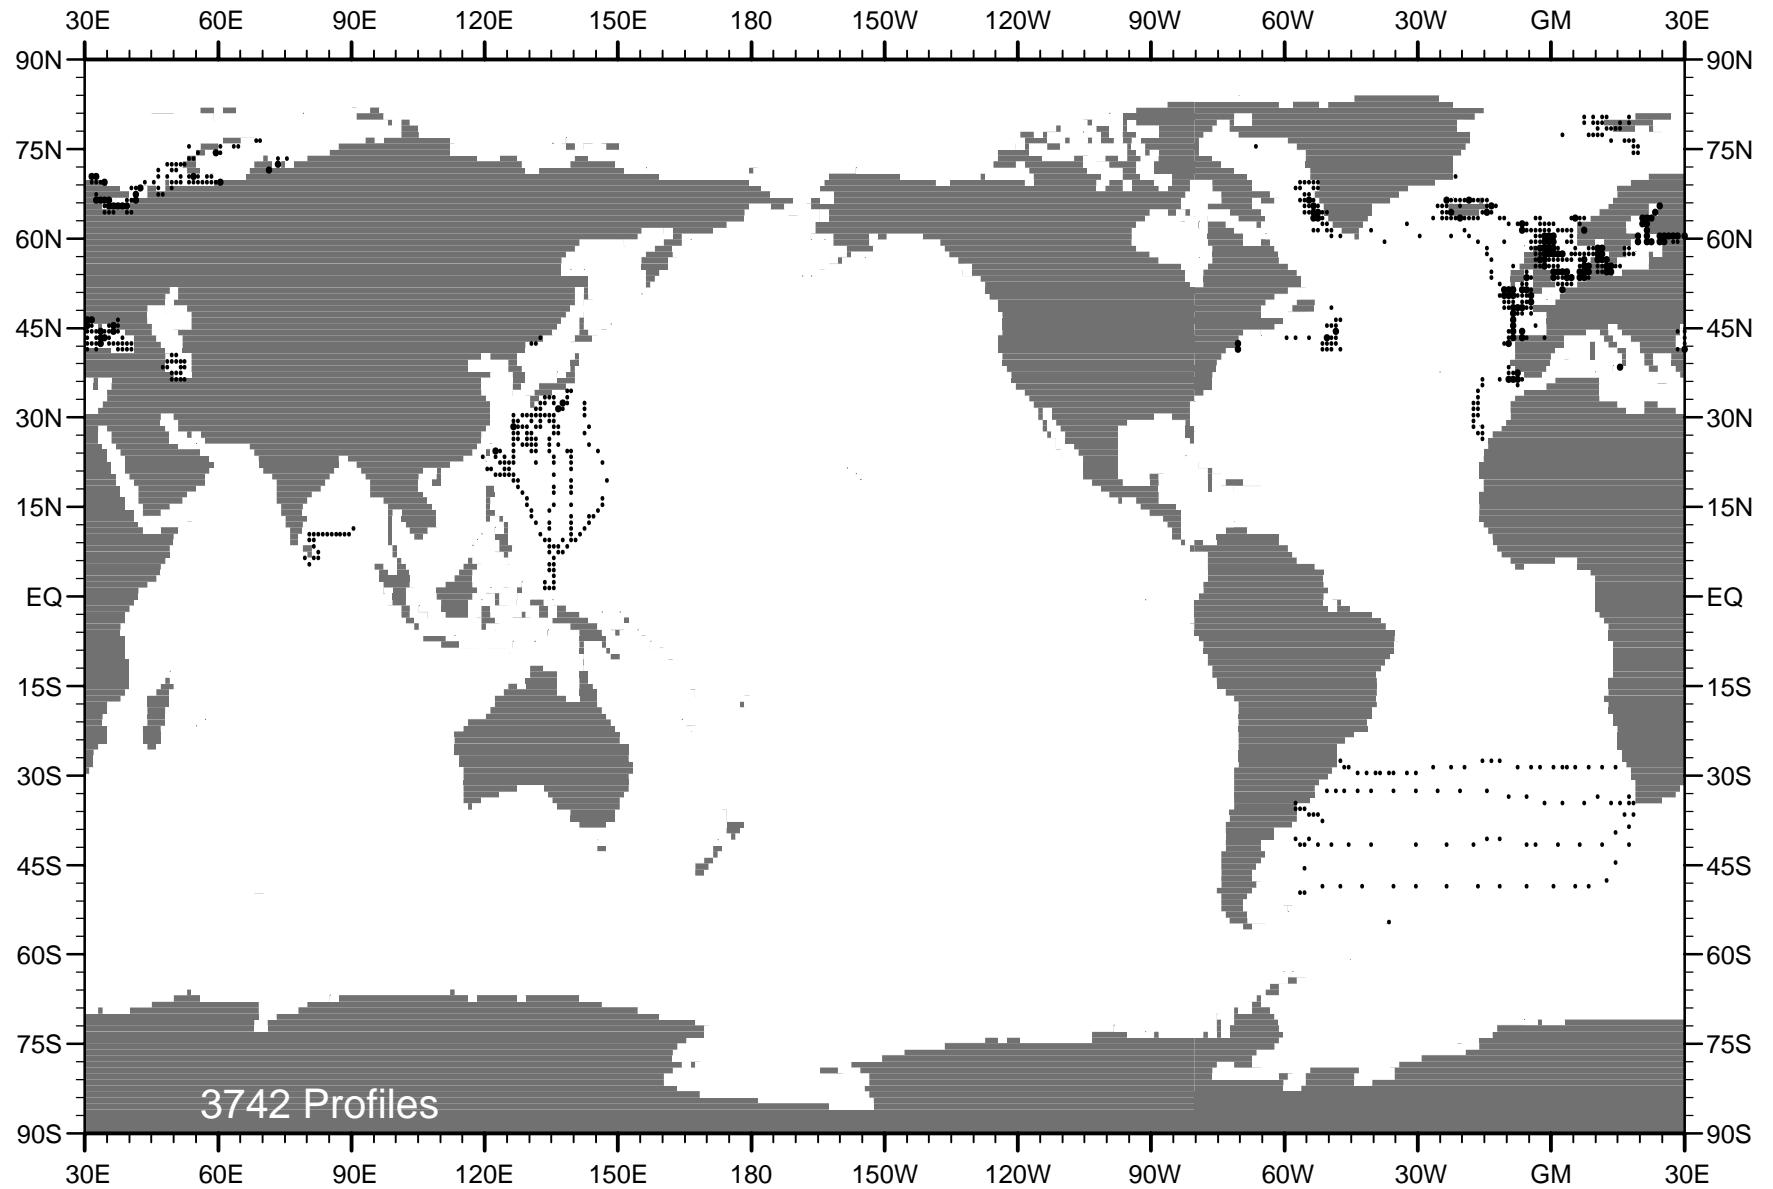 30E 60E 90E 120E 150E 180 150W 120W 90W 60W 30W GM 30E
90N 90N
75N 75N
60N 60N
45N 45N
30N 30N
15N 15N
EQ EQ
15S 15S
30S 30S
45S 45S
60S 60S
75S 75S
3742 Profiles
90S 90S
30E 60E 90E 120E 150E 180 150W 120W 90W 60W 30W GM 30E